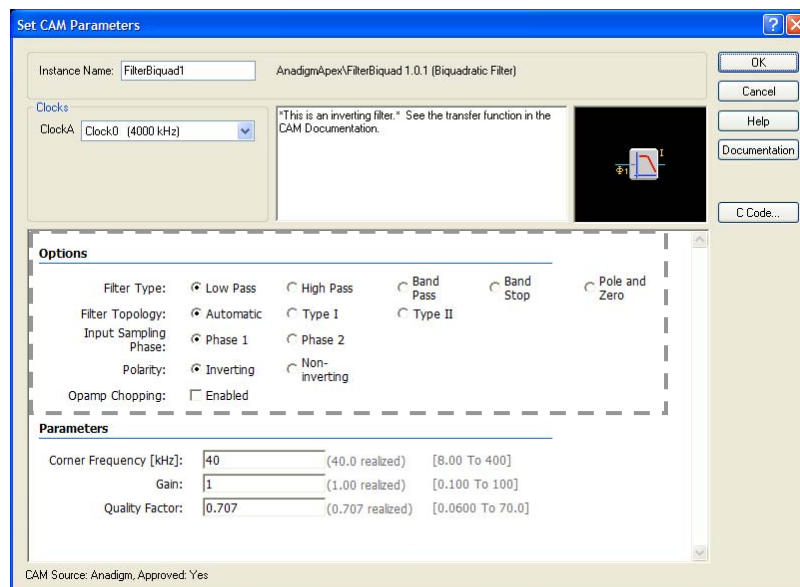 Set CAM Parameters
Instance Name: FilterBiquad1 AnadigmApex\FilterBiquad 1.0.1 (Biquadratic Filter)
OK
Cancel
Help
Documentation
C Code...
Clocks
ClockA Clock0 (4000 kHz)
*This is an inverting filter.* See the transfer function in the
CAM Documentation.
Φ1 I
Options
Filter Type: Low Pass High Pass Band Pass Band Stop Pole and Zero
Filter Topology: Automatic Type I Type II
Input Sampling Phase: Phase 1 Phase 2
Polarity: Inverting Non-inverting
Opamp Chopping: Enabled
Parameters
Corner Frequency [kHz]: 40 (40.0 realized) [8.00 To 400]
Gain: 1 (1.00 realized) [0.100 To 100]
Quality Factor: 0.707 (0.707 realized) [0.0600 To 70.0]
CAM Source: Anadigm, Approved: Yes